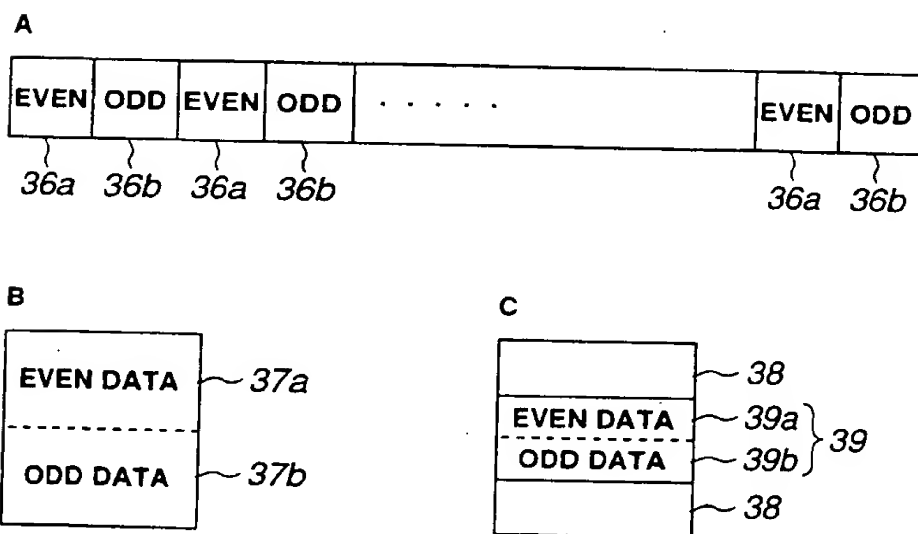 A
EVEN ODD EVEN ODD ..... EVEN ODD
36a 36b 36a 36b 36a 36b
B
EVEN DATA 37a
ODD DATA 37b
C
38
EVEN DATA 39a
39
ODD DATA 39b
38